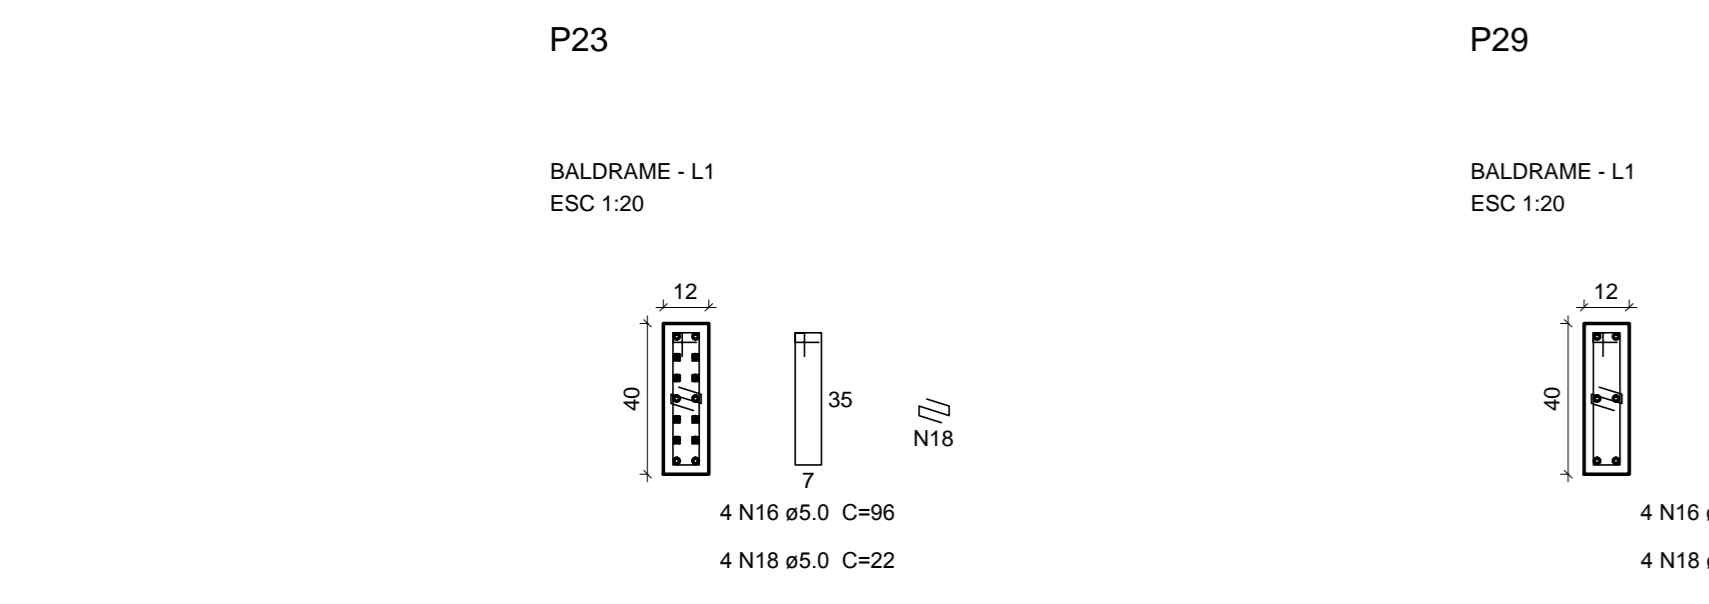 P23
BALDRAME - L1
ESC 1:20
12
40
35
7
N18
4 N16 ø5.0 C=96
4 N18 ø5.0 C=22
P29
BALDRAME - L1
ESC 1:20
12
40
4 N16
4 N18